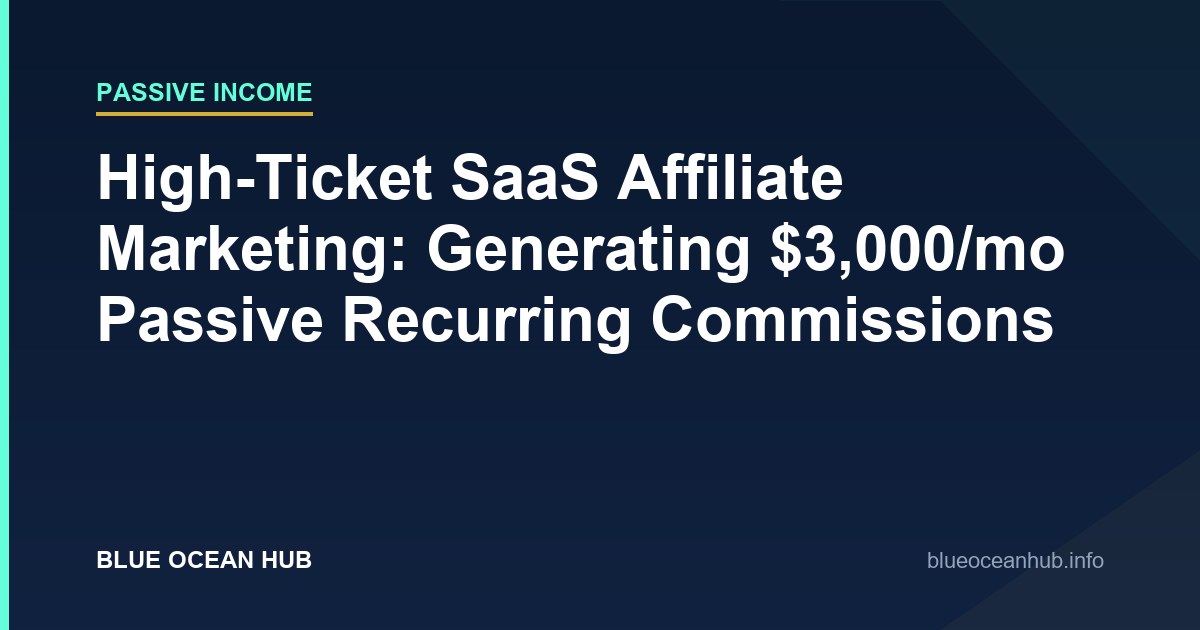 PASSIVE INCOME
High-Ticket SaaS Affiliate
Marketing: Generating $3,000/mo
Passive Recurring Commissions
BLUE OCEAN HUB
blueoceanhub.info